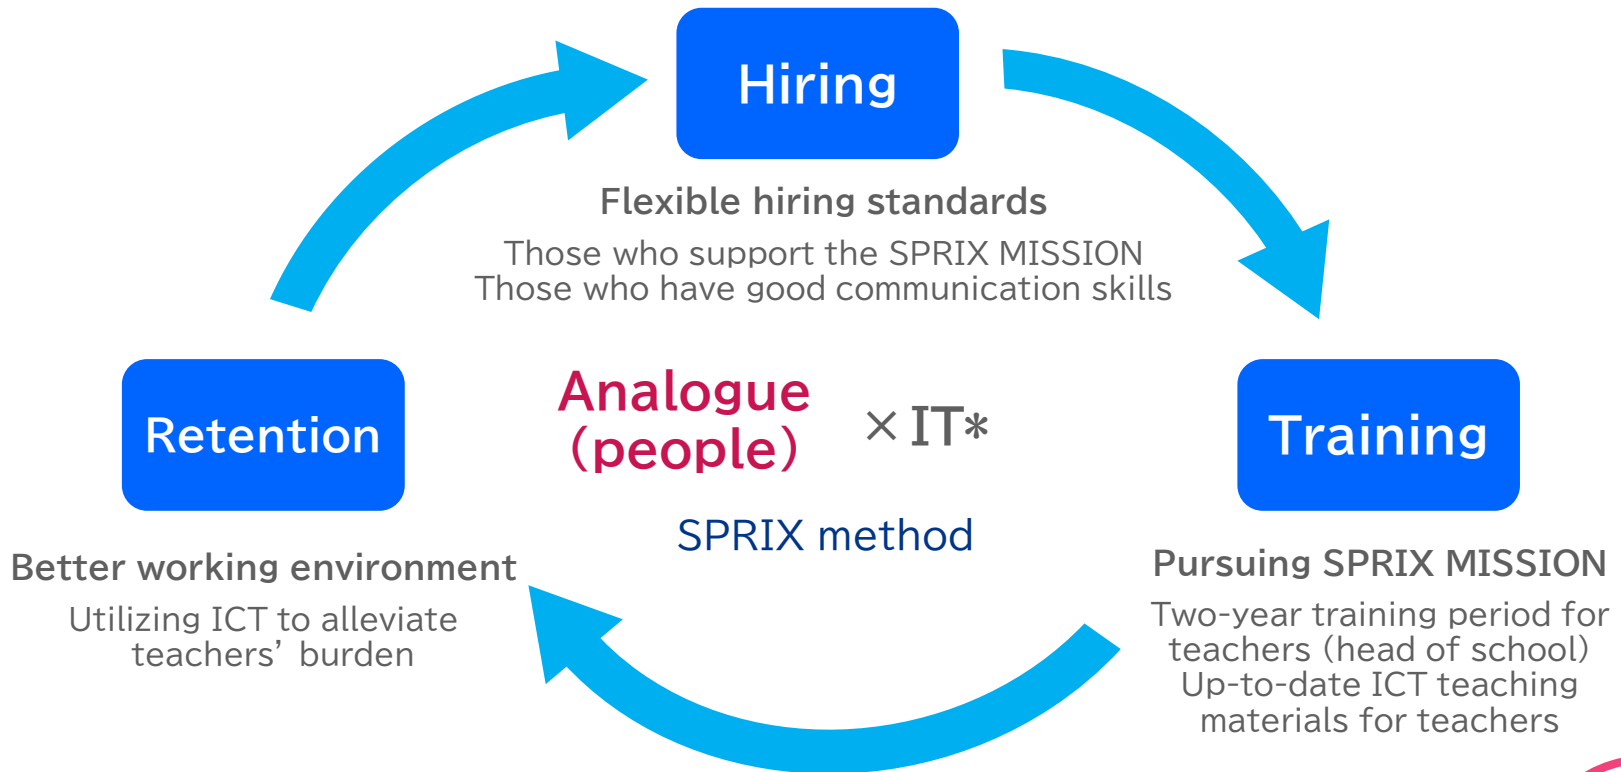 Hiring
Flexible hiring standards
Those who support the SPRIX MISSION
Those who have good communication skills
Retention
Better working environment
Utilizing ICT to alleviate
teachers’ burden
Analogue
(people)
× IT*
SPRIX method
Training
Pursuing SPRIX MISSION
Two-year training period for
teachers (head of school)
Up-to-date ICT teaching
materials for teachers